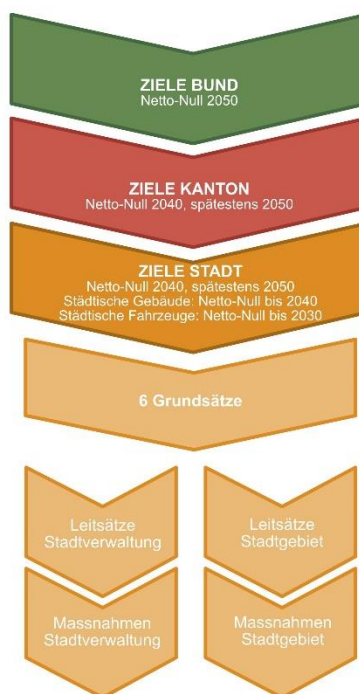 ZIELE BUND
Netto-Null 2050
ZIELE KANTON
Netto-Null 2040, spätestens 2050
ZIELE STADT
Netto-Null 2040, spätestens 2050
Städtische Gebäude: Netto-Null bis 2040
Städtische Fahrzeuge: Netto-Null bis 2030
6 Grundsätze
Leitsätze
Stadtverwaltung
Leitsätze
Stadtgebiet
Massnahmen
Stadtverwaltung
Massnahmen
Stadtgebiet